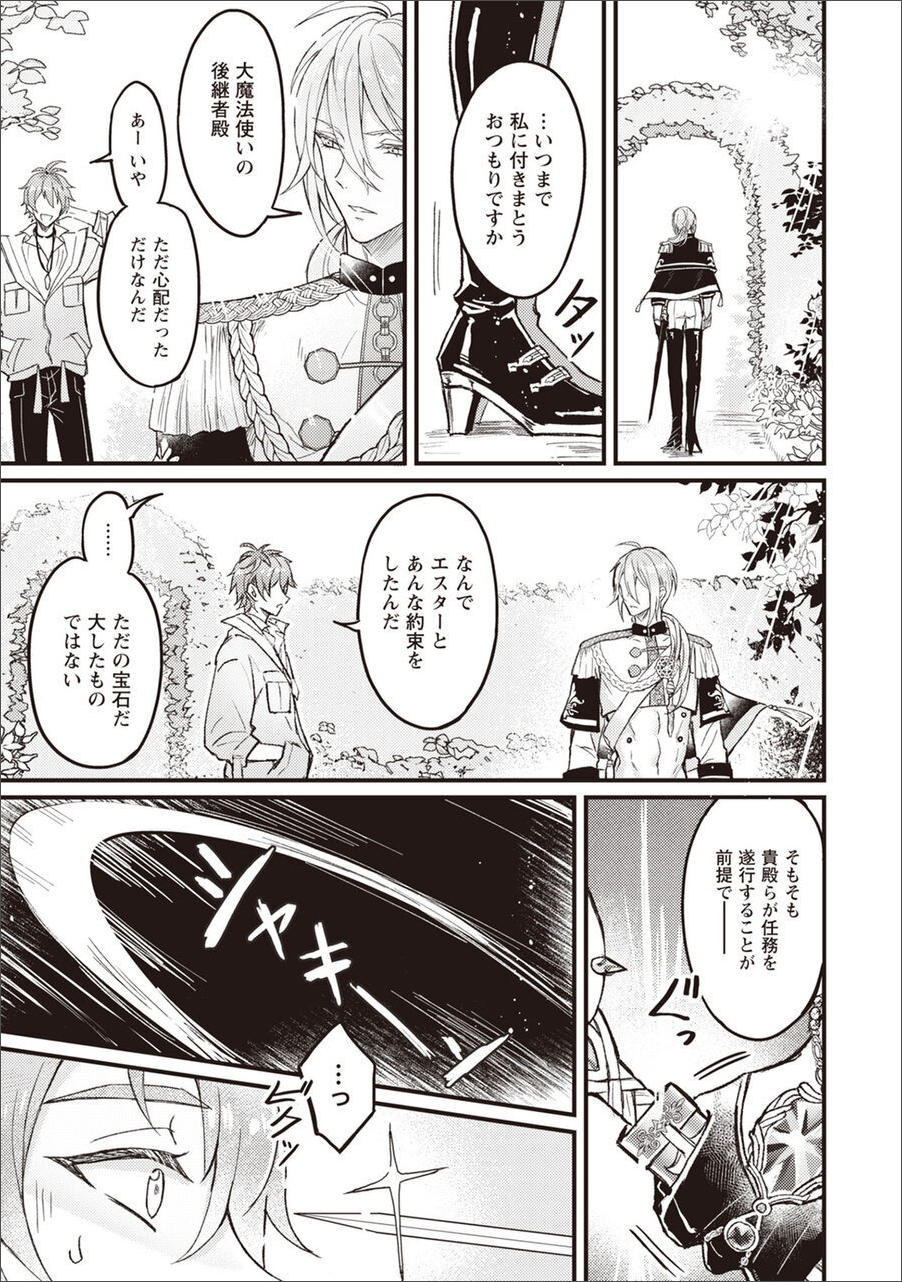 …いつまで
私に付きまとう
おつもりですか
タッ
大魔法使いの
後継者殿
あーいや
ただ心配だった
だけなんだ
なんで
エスターと
あんな約束を
したんだ
……
ただの宝石だ
大したもの
ではない
そもそも
貴殿らが任務を
遂行することが
前提で――
ぐっ
シャキーン
…っ
ビクッ